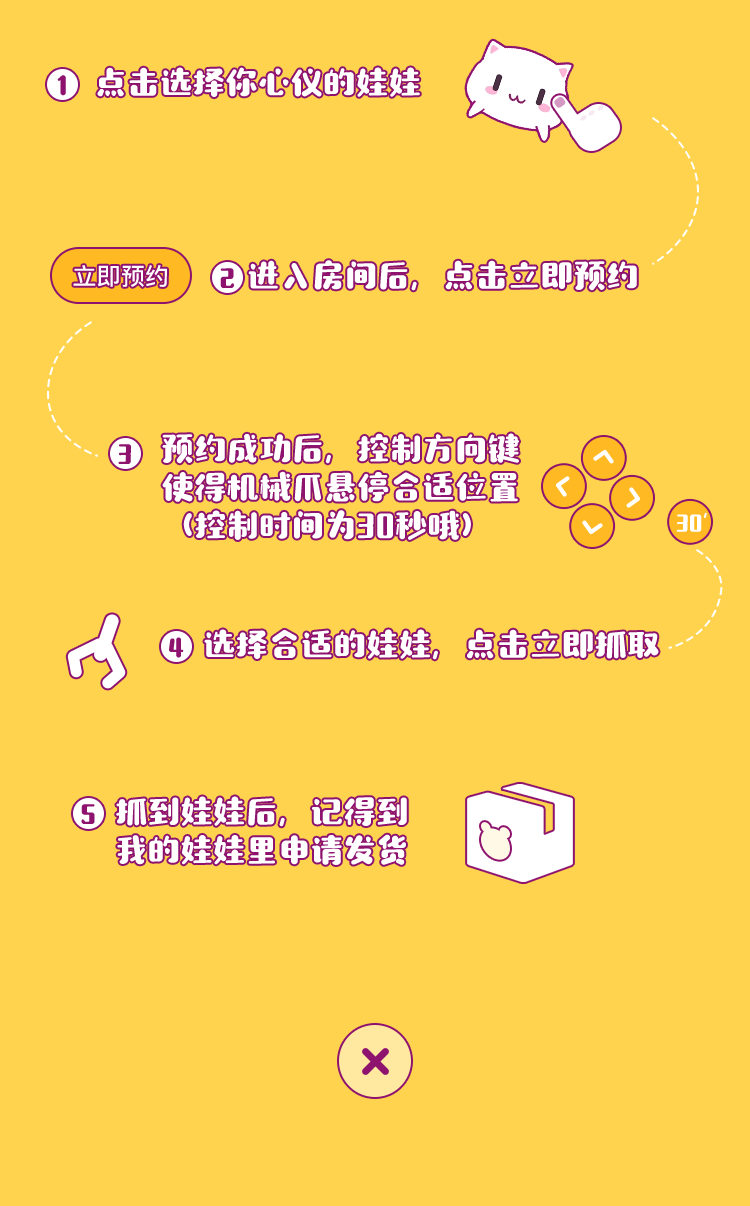 ① 点击选择你心仪的娃娃
立即预约 ②进入房间后，点击立即预约
③ 预约成功后，控制方向键
使得机械爪悬停合适位置
（控制时间为30秒哦）
30'
④ 选择合适的娃娃，点击立即抓取
⑤ 抓到娃娃后，记得到
我的娃娃里申请发货